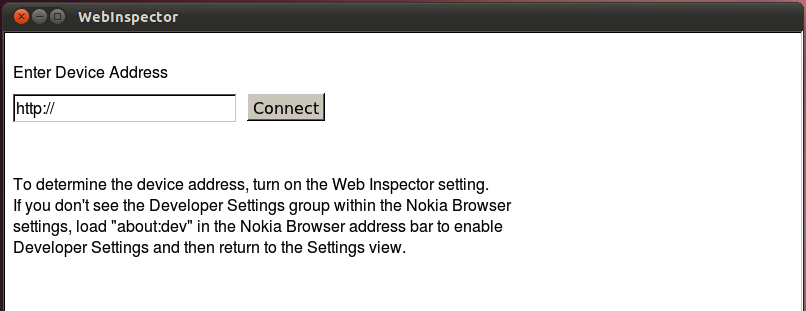 WebInspector
Enter Device Address
http://
Connect
To determine the device address, turn on the Web Inspector setting.
If you don't see the Developer Settings group within the Nokia Browser
settings, load "about:dev" in the Nokia Browser address bar to enable
Developer Settings and then return to the Settings view.